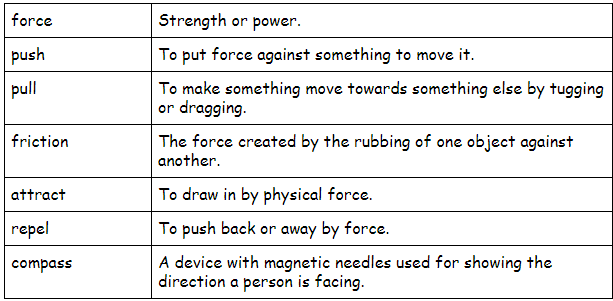 force Strength or power.
push To put force against something to move it.
pull To make something move towards something else by tugging
or dragging.
friction The force created by the rubbing of one object against
another.
attract To draw in by physical force.
repel To push back or away by force.
compass A device with magnetic needles used for showing the
direction a person is facing.